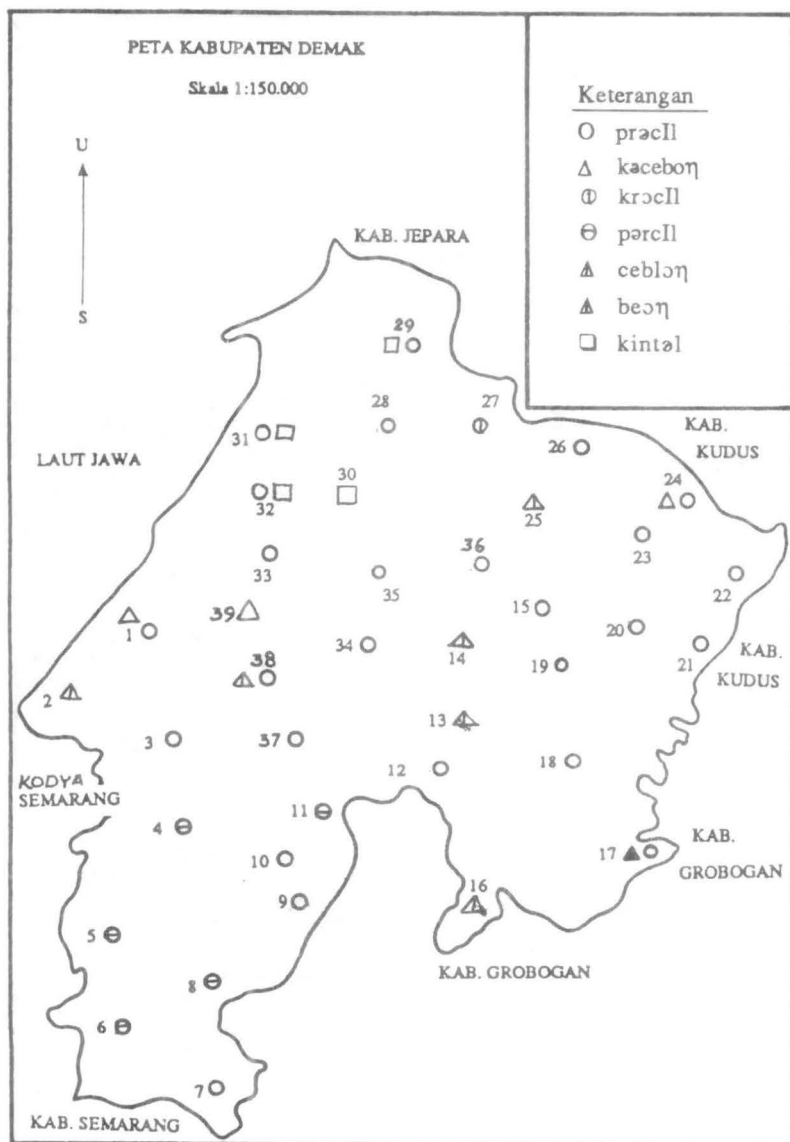 PETA KABUPATEN DEMAK
Skala 1:150.000
U
S
Keterangan
prəcIl
kəceboη
krɔcIl
pərcIl
ceblɔη
beɔη
kintəl
KAB. JEPARA
LAUT JAWA
KAB.
KUDUS
29
28
27
26
31
30
24
32
25
23
33
36
35
22
39
1
15
20
34
14
21
38
19
KAB.
KUDUS
2
13
3
37
12
18
KODYA
SEMARANG
11
4
10
17
KAB.
GROBOGAN
9
16
5
8
KAB. GROBOGAN
6
7
KAB. SEMARANG